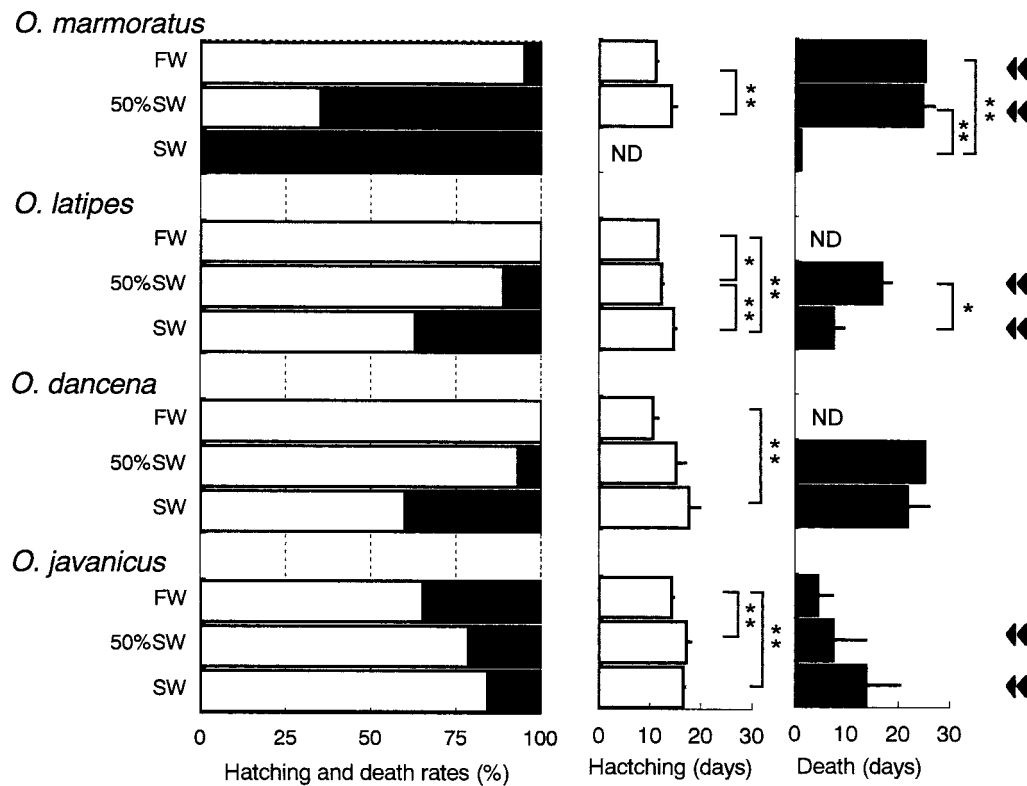 O. marmoratus
FW
50%SW
SW
ND
**
**
**
O. latipes
FW
50%SW
SW
*
**
**
ND
*
O. dancena
FW
50%SW
SW
**
ND
O. javanicus
FW
50%SW
SW
**
**
0 25 50 75 100
Hatching and death rates (%)
0 10 20 30
Hactching (days)
0 10 20 30
Death (days)